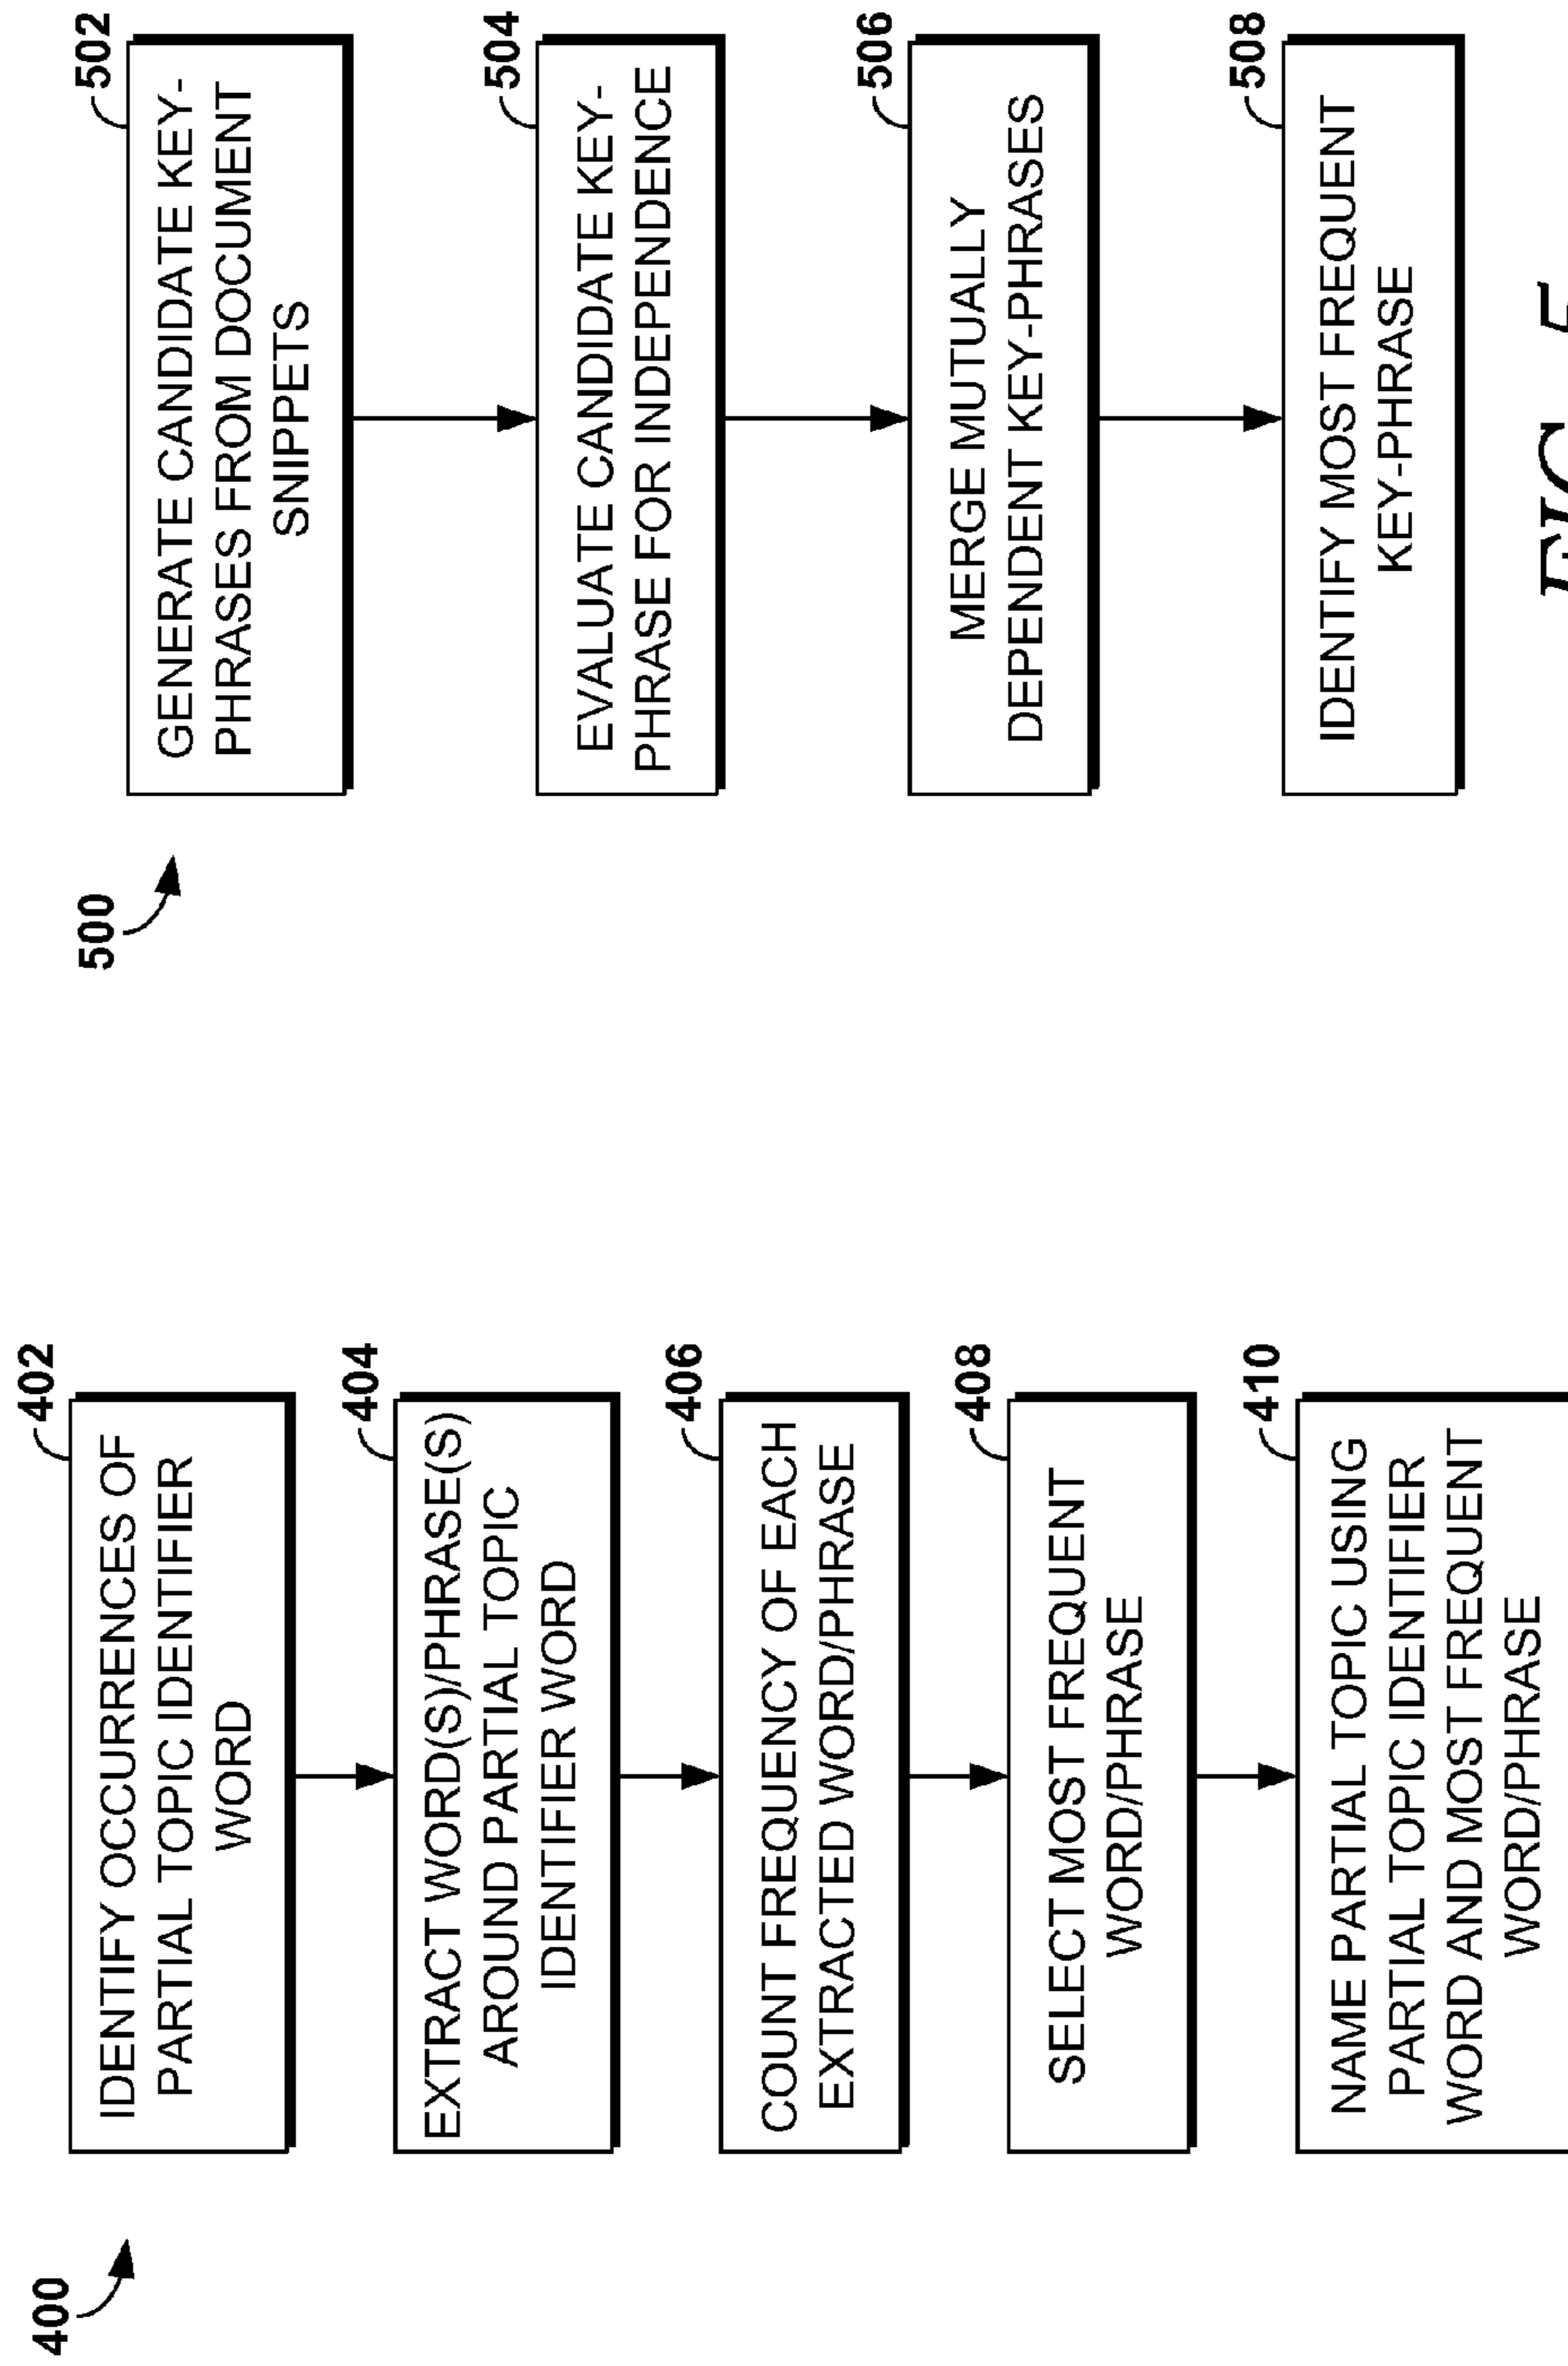 400
402
IDENTIFY OCCURRENCES OF
PARTIAL TOPIC IDENTIFIER
WORD
404
EXTRACT WORD(S)/PHRASE(S)
AROUND PARTIAL TOPIC
IDENTIFIER WORD
406
COUNT FREQUENCY OF EACH
EXTRACTED WORD/PHRASE
408
SELECT MOST FREQUENT
WORD/PHRASE
410
NAME PARTIAL TOPIC USING
PARTIAL TOPIC IDENTIFIER
WORD AND MOST FREQUENT
WORD/PHRASE
500
502
GENERATE CANDIDATE KEY-
PHRASES FROM DOCUMENT
SNIPPETS
504
EVALUATE CANDIDATE KEY-
PHRASE FOR INDEPENDENCE
506
MERGE MUTUALLY
DEPENDENT KEY-PHRASES
508
IDENTIFY MOST FREQUENT
KEY-PHRASE